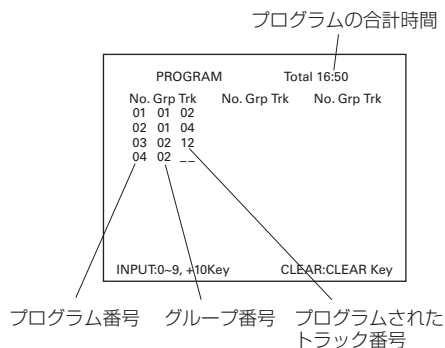 プログラムの合計時間
PROGRAM Total 16:50
No. Grp Trk No. Grp Trk No. Grp Trk
01 01 02
02 01 04
03 02 12
04 02 _ _
INPUT:0~9, +10Key CLEAR:CLEAR Key
プログラム番号 グループ番号 プログラムされた
トラック番号